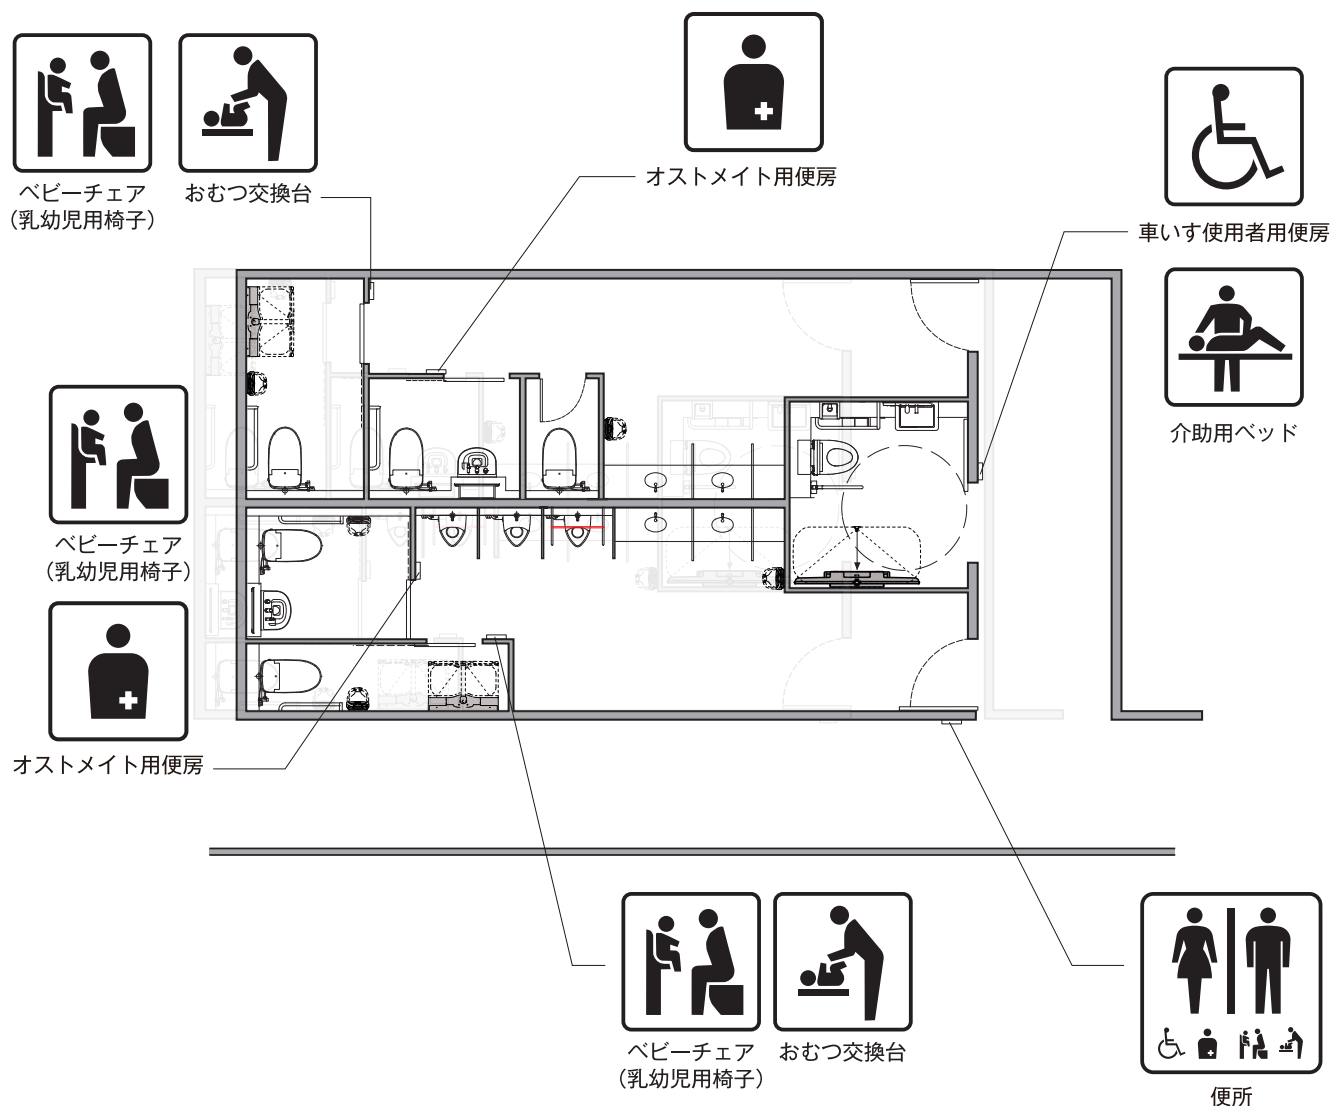 ベビーチェア
（乳幼児用椅子）
おむつ交換台
オストメイト用便房
車いす使用者用便房
介助用ベッド
ベビーチェア
（乳幼児用椅子）
オストメイト用便房
ベビーチェア
（乳幼児用椅子）
おむつ交換台
便所